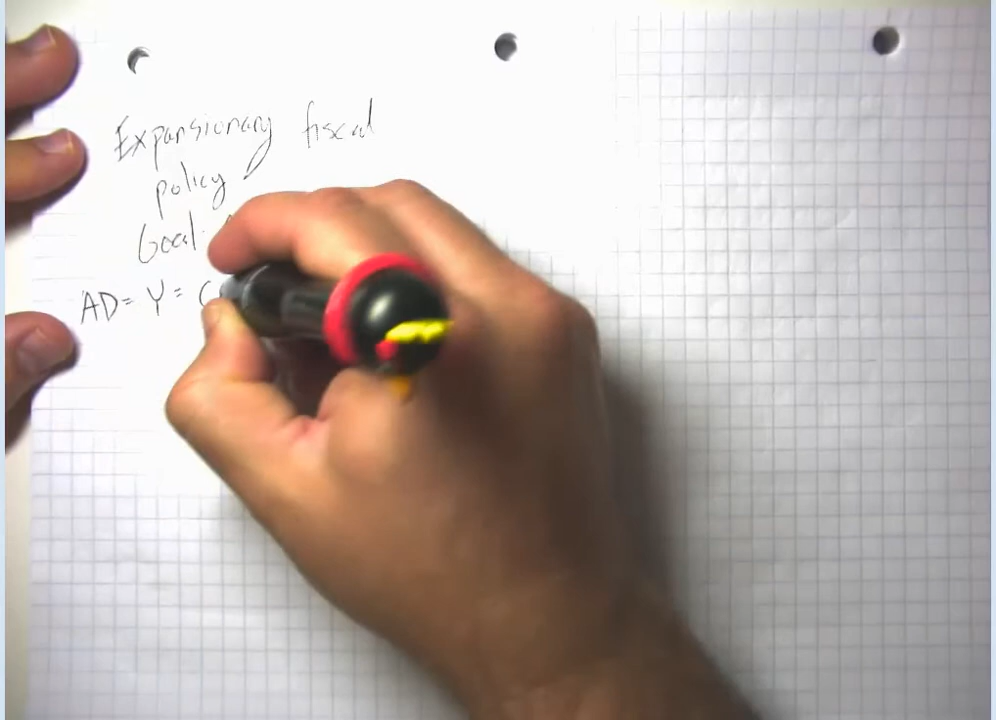 Expansionary fiscal
policy
Goal
AD = Y = C